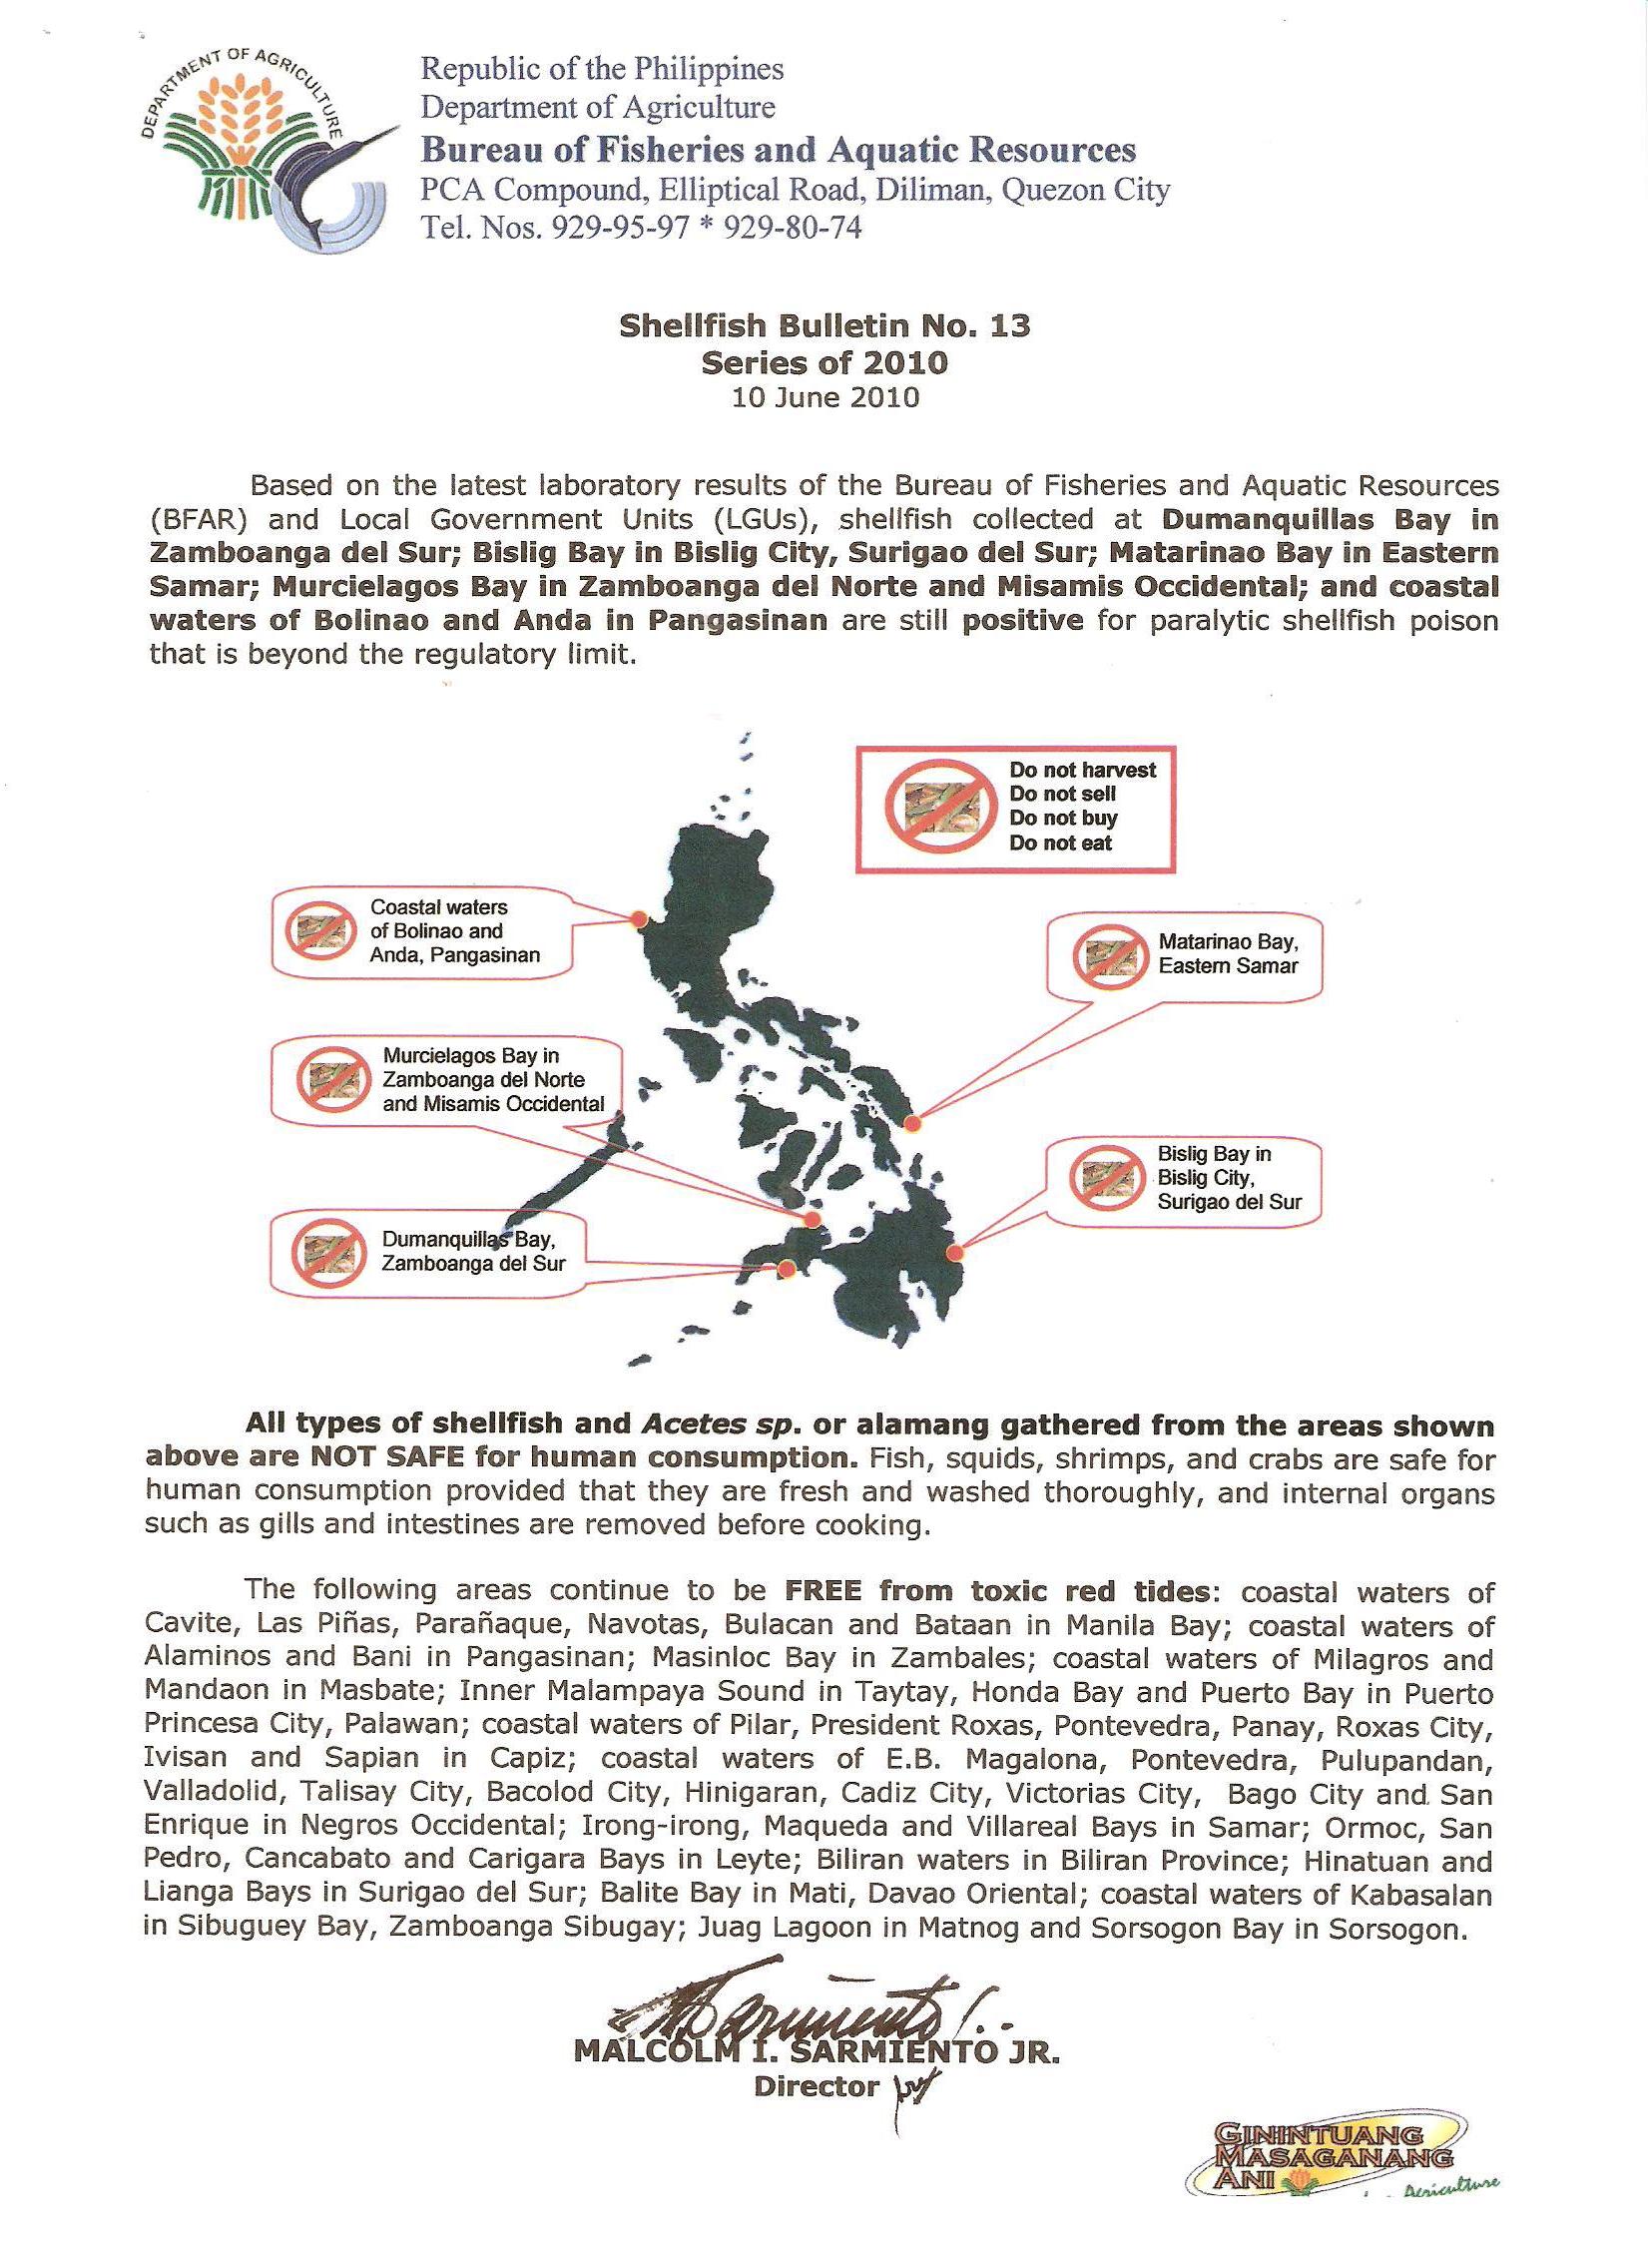 DEPARTMENT OF AGRICULTURE
Republic of the Philippines
Department of Agriculture
Bureau of Fisheries and Aquatic Resources
PCA Compound, Elliptical Road, Diliman, Quezon City
Tel. Nos. 929-95-97 * 929-80-74
Shellfish Bulletin No. 13
Series of 2010
10 June 2010
Based on the latest laboratory results of the Bureau of Fisheries and Aquatic Resources
(BFAR) and Local Government Units (LGUs), shellfish collected at Dumanquillas Bay in
Zamboanga del Sur; Bislig Bay in Bislig City, Surigao del Sur; Matarinao Bay in Eastern
Samar; Murcielagos Bay in Zamboanga del Norte and Misamis Occidental; and coastal
waters of Bolinao and Anda in Pangasinan are still positive for paralytic shellfish poison
that is beyond the regulatory limit.
Do not harvest
Do not sell
Do not buy
Do not eat
Coastal waters
of Bolinao and
Anda, Pangasinan
Matarinao Bay,
Eastern Samar
Murcielagos Bay in
Zamboanga del Norte
and Misamis Occidental
Bislig Bay in
Bislig City,
Surigao del Sur
Dumanquillas Bay,
Zamboanga del Sur
All types of shellfish and Acetes sp. or alamang gathered from the areas shown
above are NOT SAFE for human consumption. Fish, squids, shrimps, and crabs are safe for
human consumption provided that they are fresh and washed thoroughly, and internal organs
such as gills and intestines are removed before cooking.
The following areas continue to be FREE from toxic red tides: coastal waters of
Cavite, Las Piñas, Parañaque, Navotas, Bulacan and Bataan in Manila Bay; coastal waters of
Alaminos and Bani in Pangasinan; Masinloc Bay in Zambales; coastal waters of Milagros and
Mandaon in Masbate; Inner Malampaya Sound in Taytay, Honda Bay and Puerto Bay in Puerto
Princesa City, Palawan; coastal waters of Pilar, President Roxas, Pontevedra, Panay, Roxas City,
Ivisan and Sapian in Capiz; coastal waters of E.B. Magalona, Pontevedra, Pulupandan,
Valladolid, Talisay City, Bacolod City, Hinigaran, Cadiz City, Victorias City, Bago City and San
Enrique in Negros Occidental; Irong-irong, Maqueda and Villareal Bays in Samar; Ormoc, San
Pedro, Cancabato and Carigara Bays in Leyte; Biliran waters in Biliran Province; Hinatuan and
Lianga Bays in Surigao del Sur; Balite Bay in Mati, Davao Oriental; coastal waters of Kabasalan
in Sibuguey Bay, Zamboanga Sibugay; Juag Lagoon in Matnog and Sorsogon Bay in Sorsogon.
MALCOLM I. SARMIENTO JR.
Director
GININTUANG
MASAGANANG
ANI
Agriculture